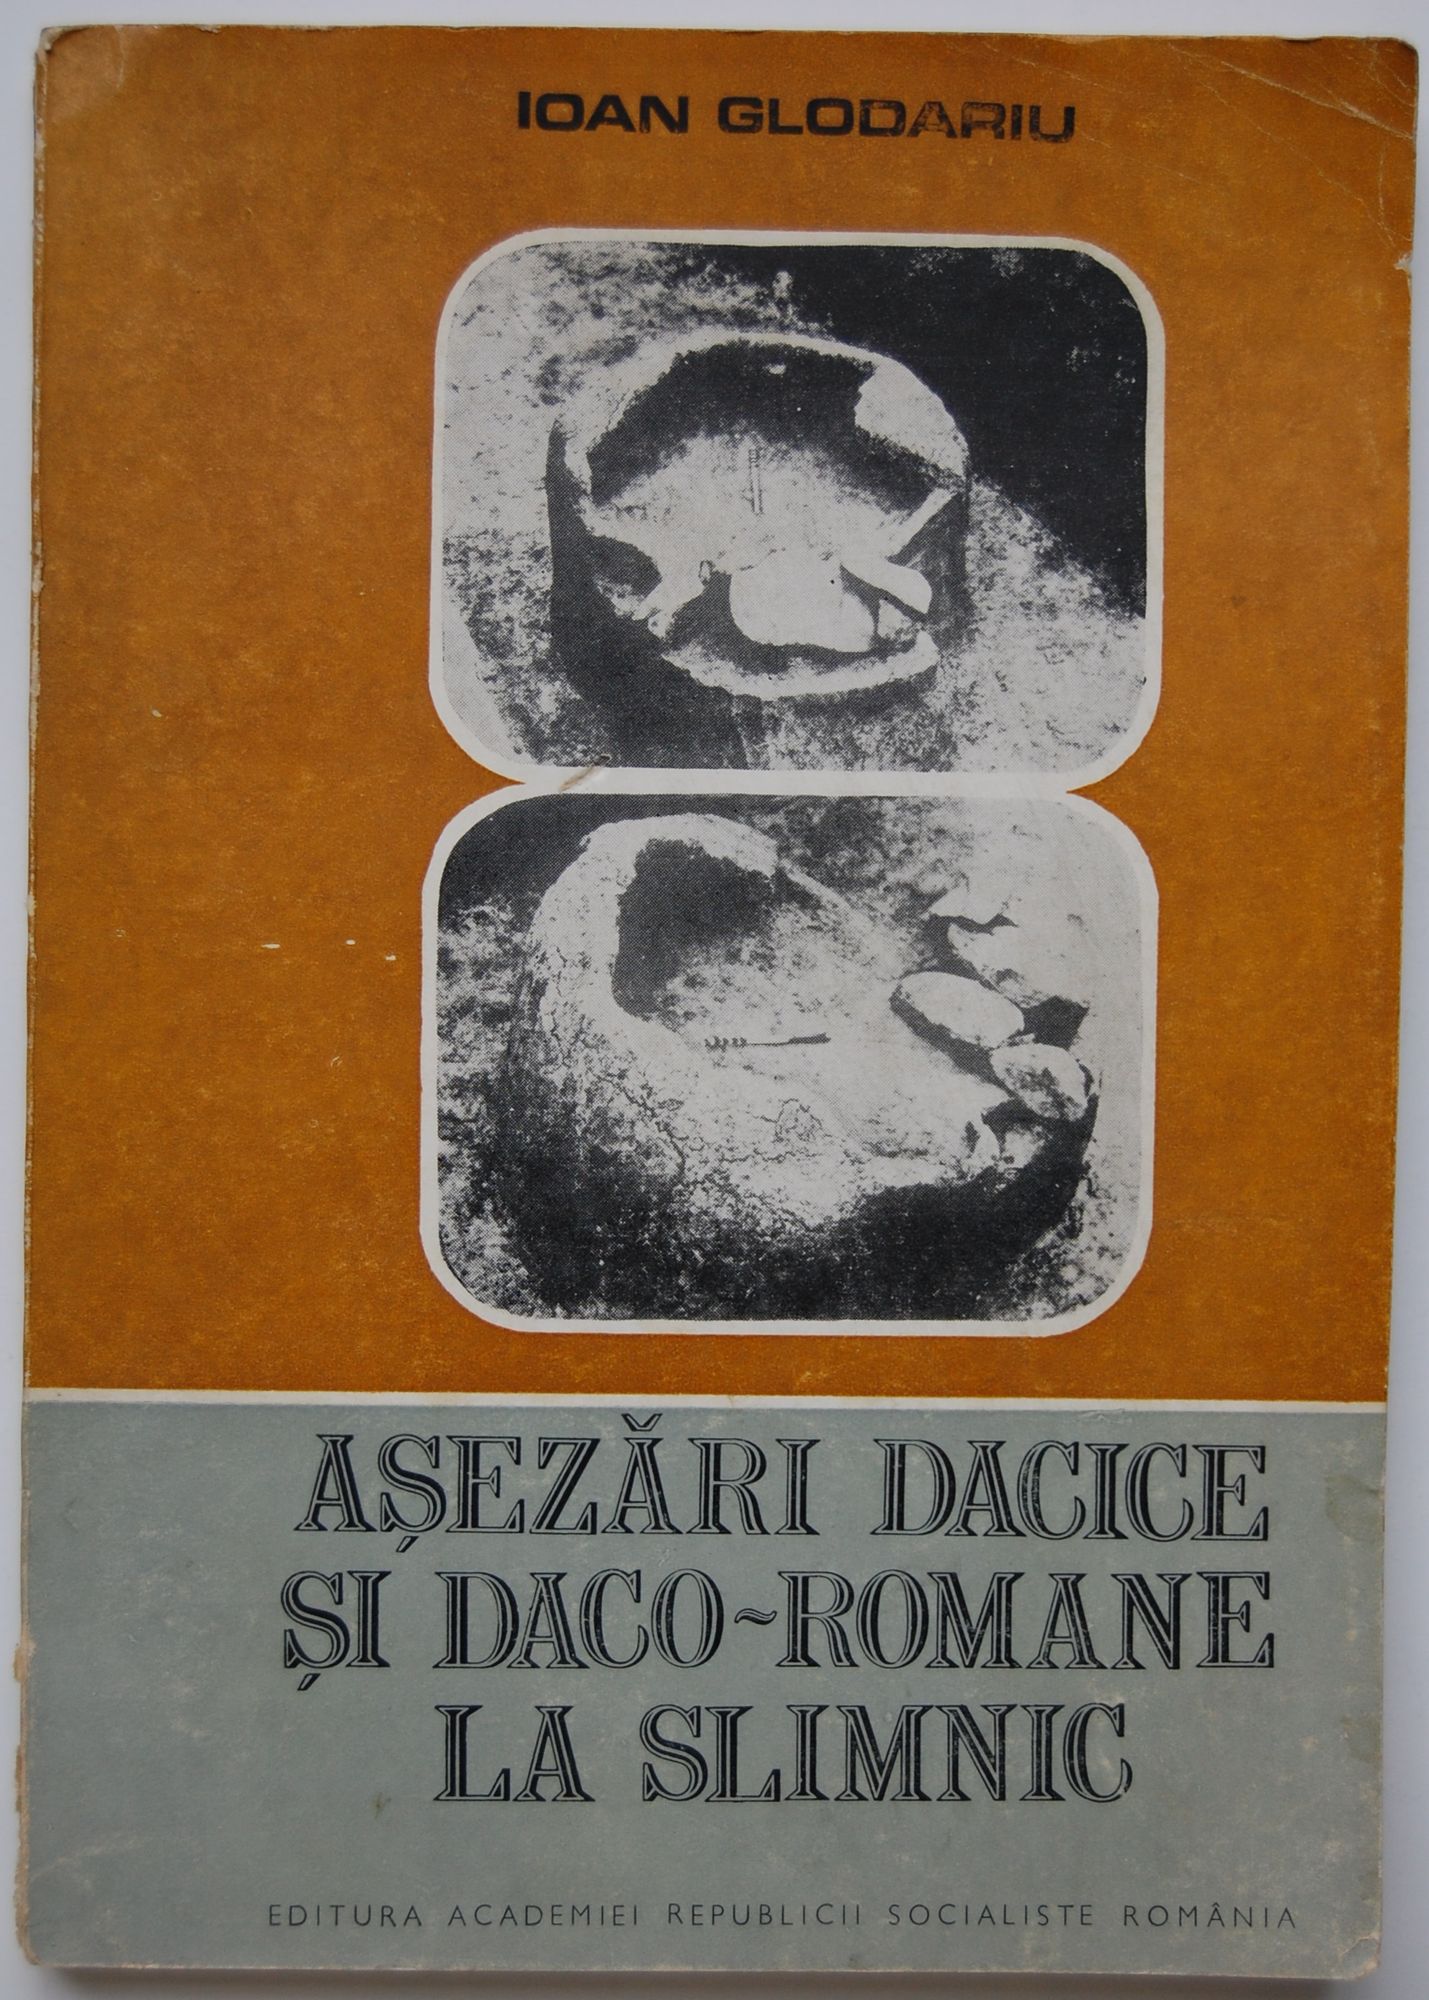 IOAN GLODARIU
AȘEZĂRI DACICE
ȘI DACO~ROMANE
LA SLIMNIC
EDITURA ACADEMIEI REPUBLICII SOCIALISTE ROMÂNIA